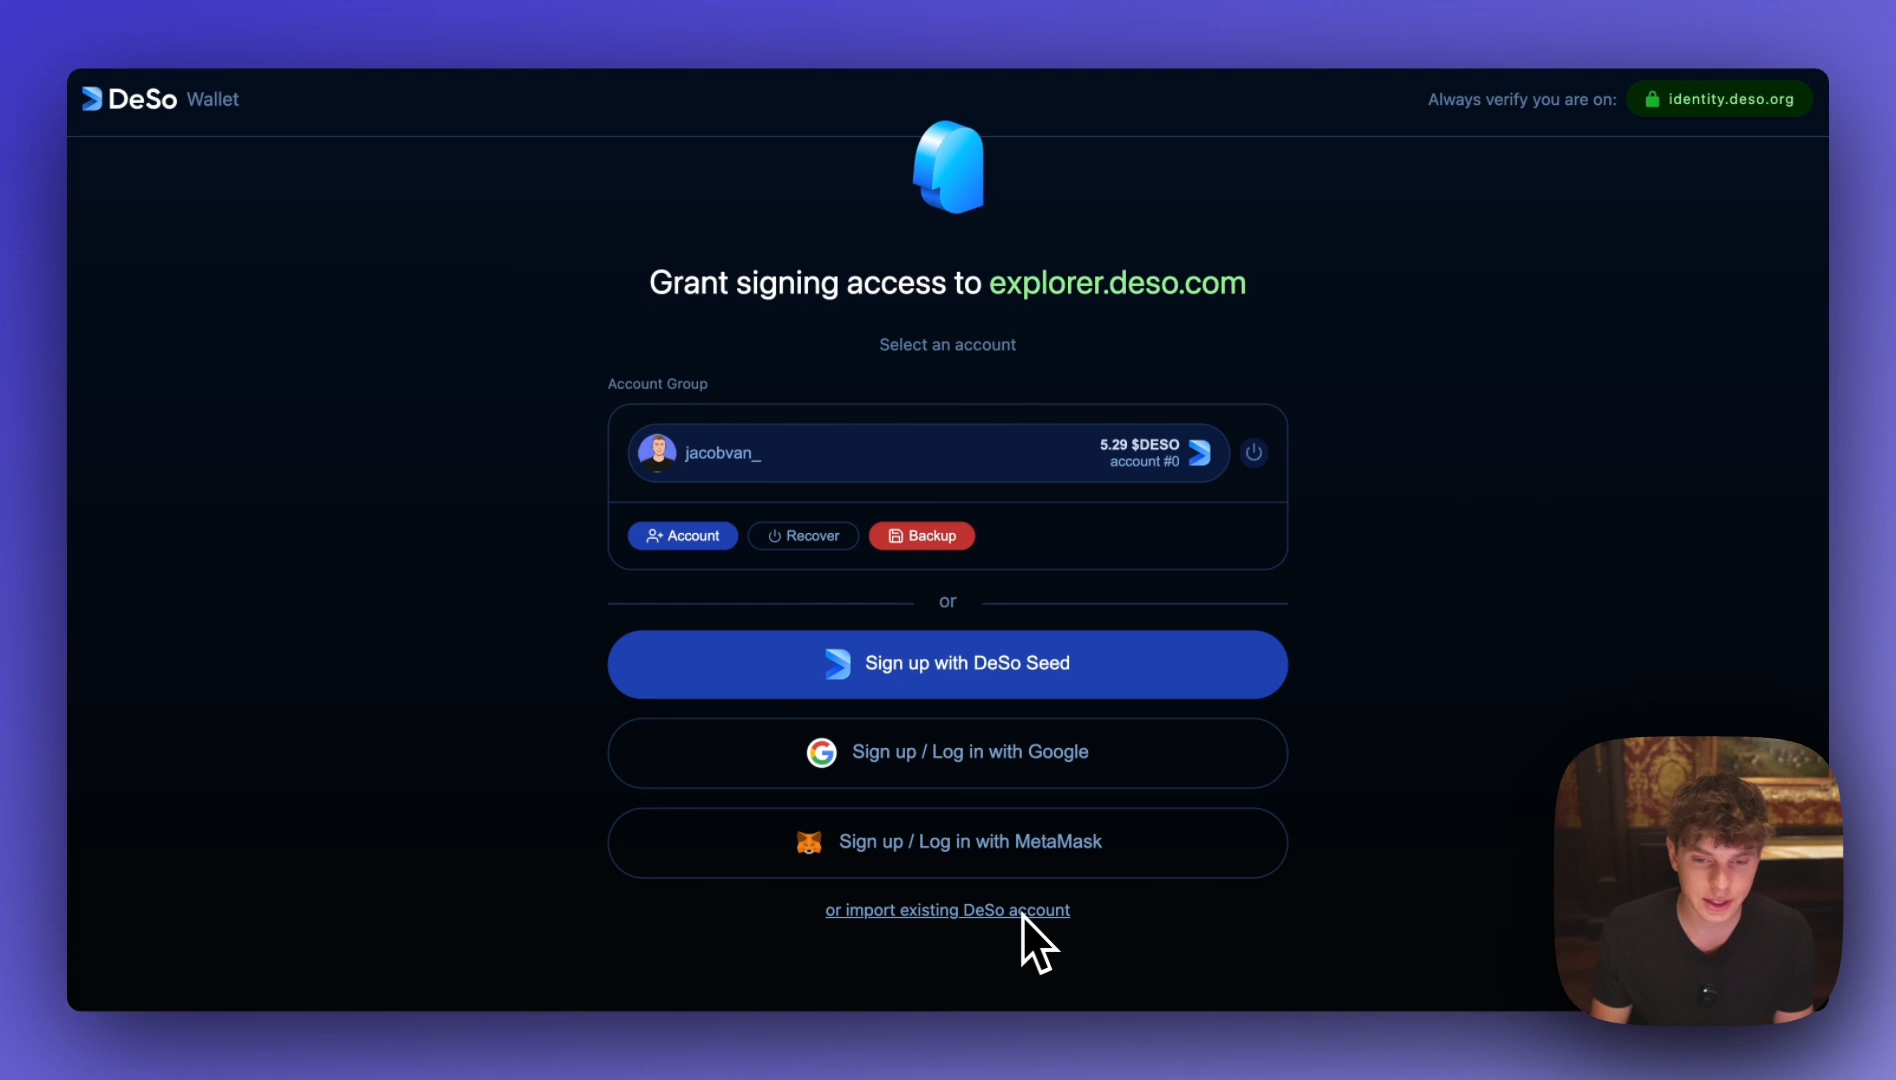 DeSo Wallet
Always verify you are on: identity.deso.org
Grant signing access to explorer.deso.com
Select an account
Account Group
jacobvan_
5.29 $DESO
account #0
Account Recover Backup
or
Sign up with DeSo Seed
Sign up / Log in with Google
Sign up / Log in with MetaMask
or import existing DeSo account